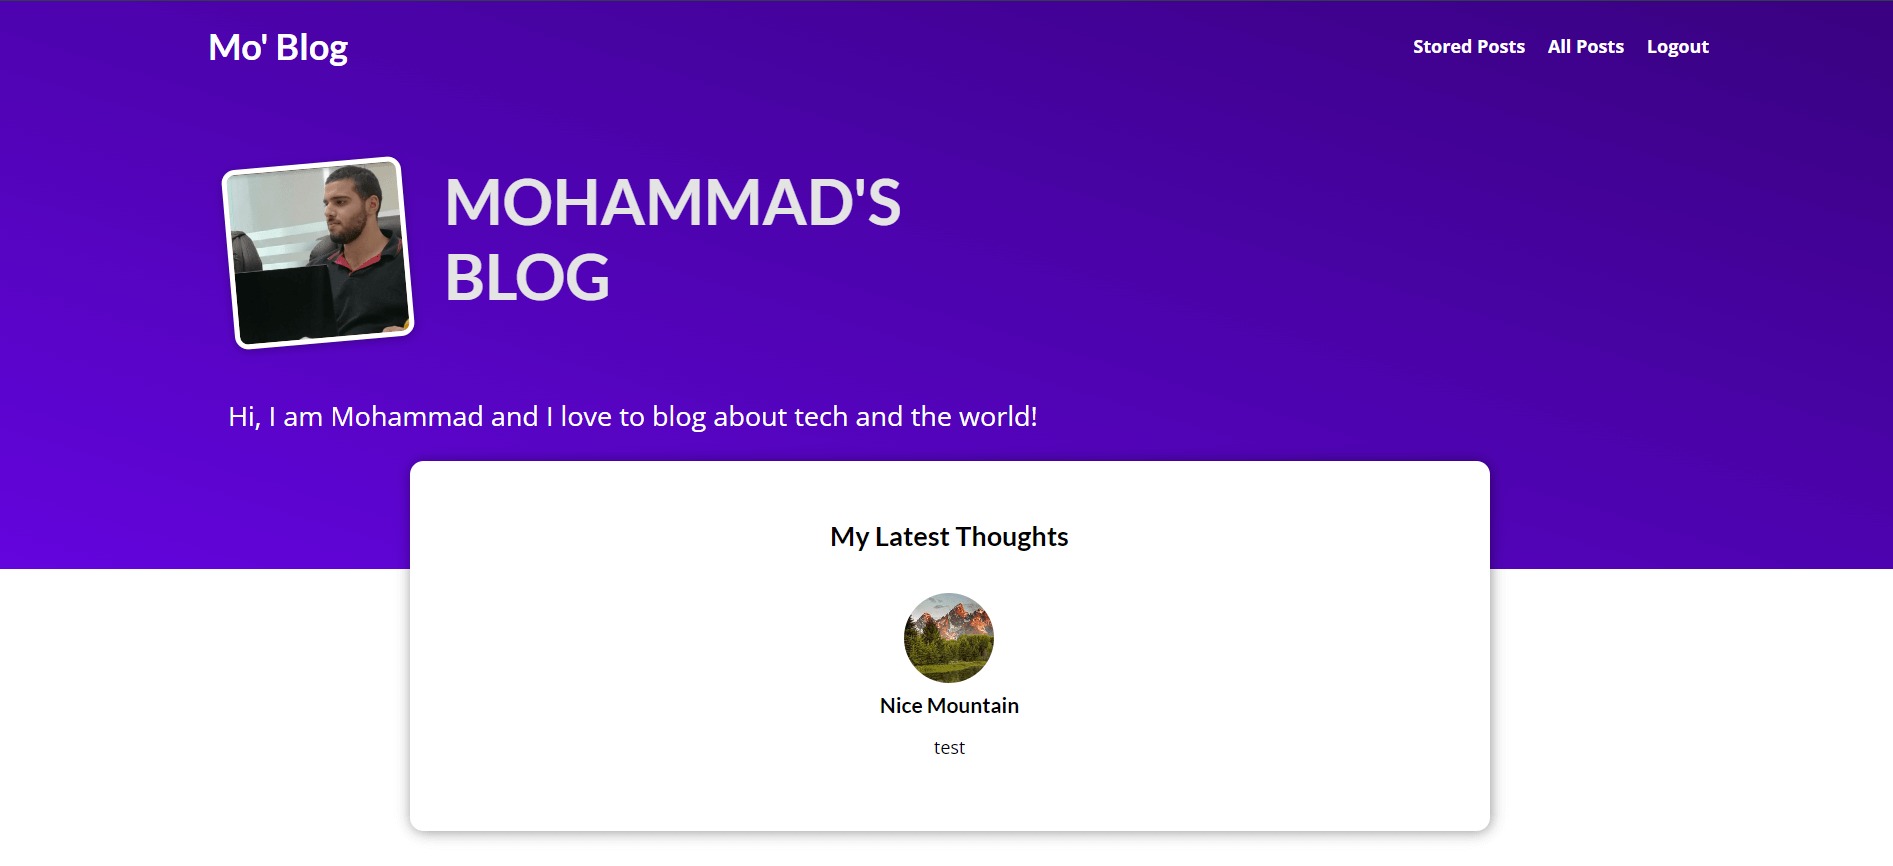 Mo' Blog
Stored Posts All Posts Logout
MOHAMMAD'S
BLOG
Hi, I am Mohammad and I love to blog about tech and the world!
My Latest Thoughts
Nice Mountain
test